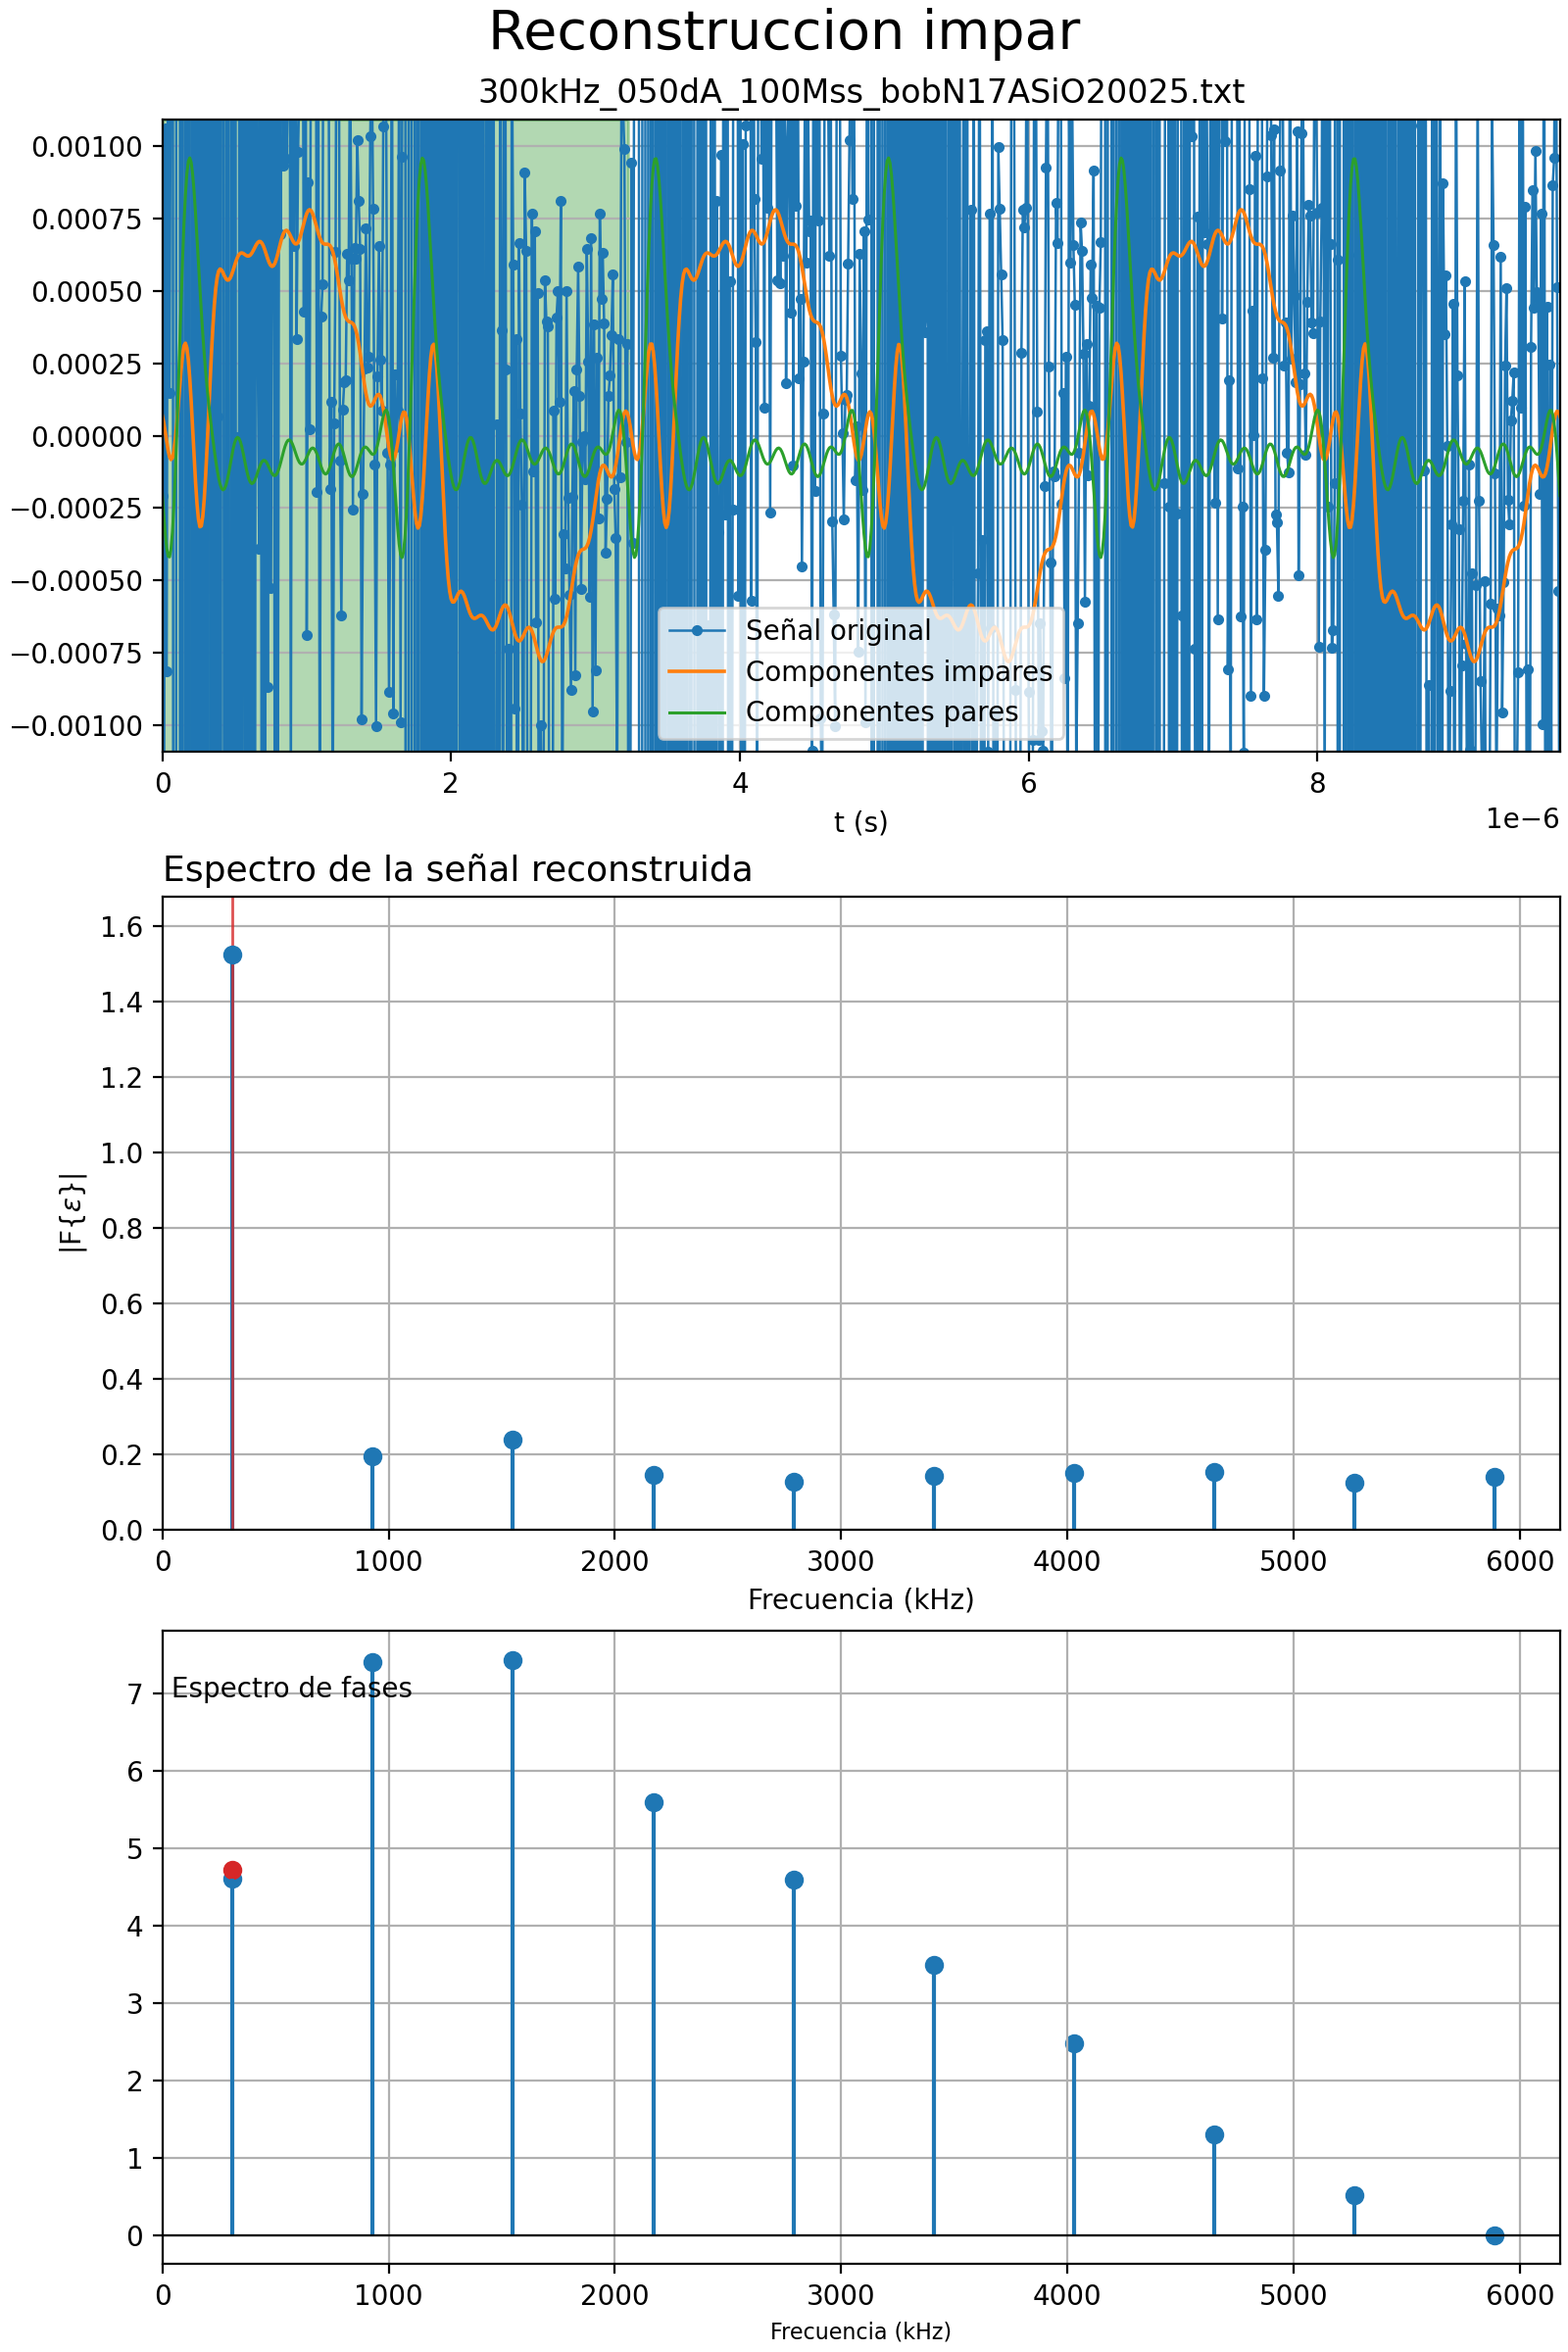 Reconstruccion impar
300kHz_050dA_100Mss_bobN17ASiO20025.txt
0.00100
0.00075
0.00050
0.00025
0.00000
−0.00025
−0.00050
−0.00075
−0.00100
Señal original
Componentes impares
Componentes pares
0 2 4 6 8
1e−6
t (s)
Espectro de la señal reconstruida
1.6
1.4
1.2
1.0
0.8
0.6
0.4
0.2
0.0
|F{ε}|
0 1000 2000 3000 4000 5000 6000
Frecuencia (kHz)
Espectro de fases
7
6
5
4
3
2
1
0
0 1000 2000 3000 4000 5000 6000
Frecuencia (kHz)